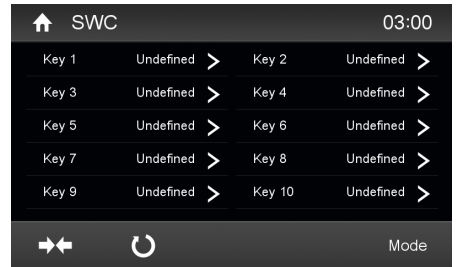 SWC 03:00
Key 1 Undefined Key 2 Undefined
Key 3 Undefined Key 4 Undefined
Key 5 Undefined Key 6 Undefined
Key 7 Undefined Key 8 Undefined
Key 9 Undefined Key 10 Undefined
Mode